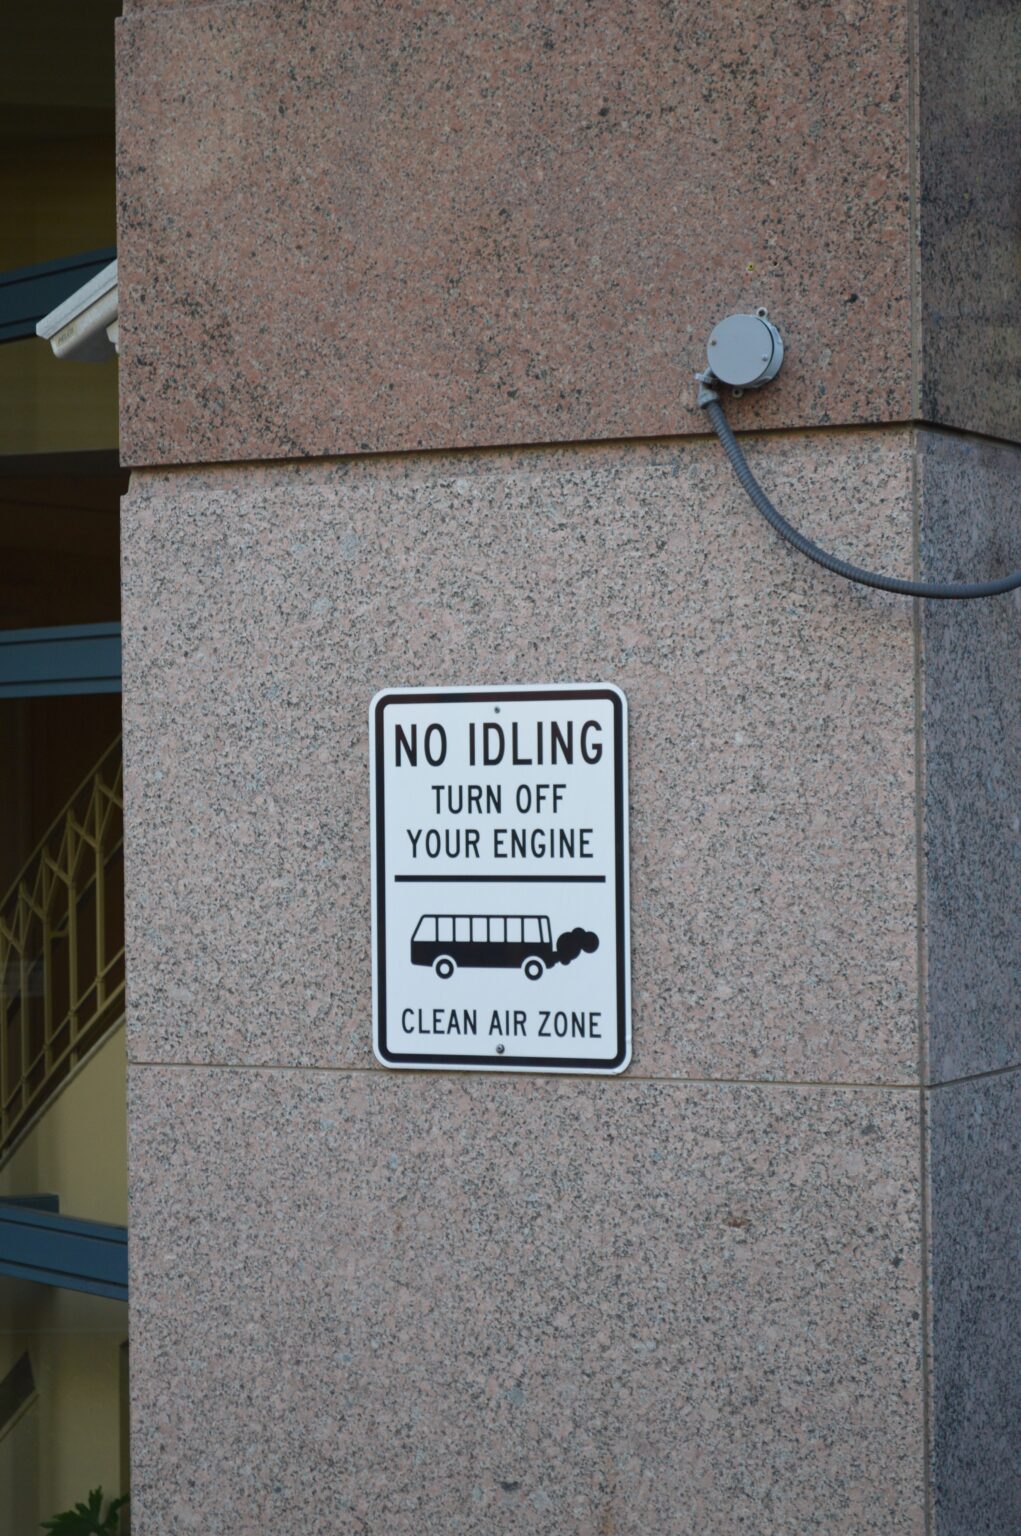 NO IDLING
TURN OFF
YOUR ENGINE
CLEAN AIR ZONE